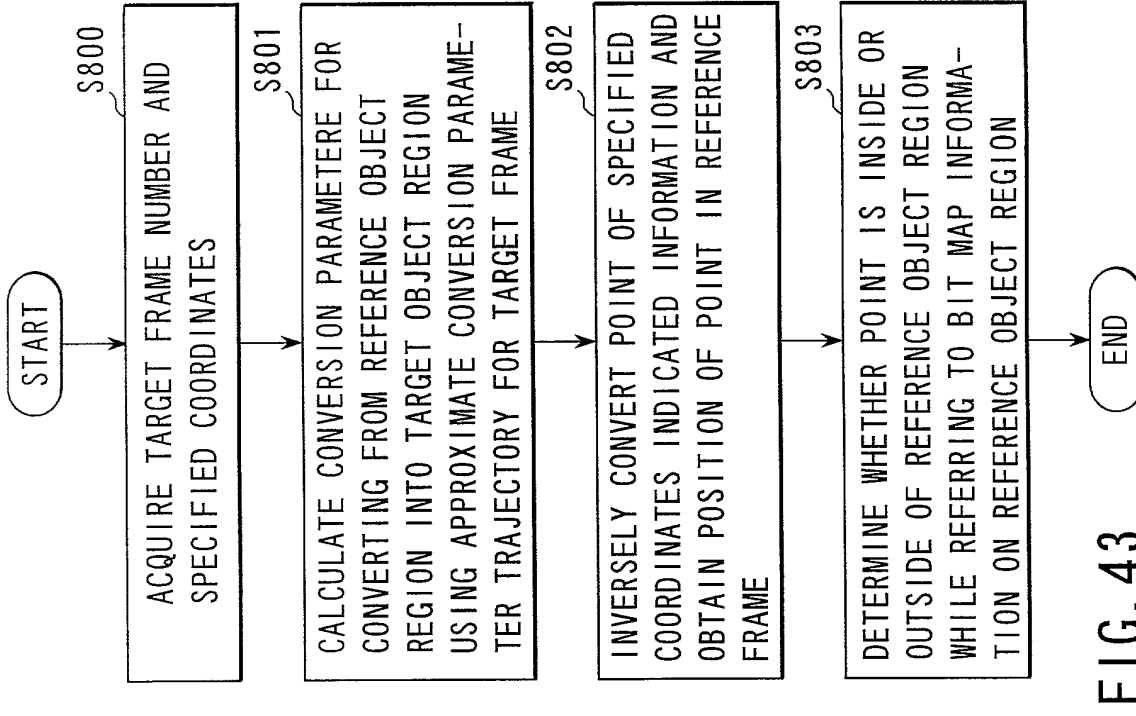 START
S800
ACQUIRE TARGET FRAME NUMBER AND
SPECIFIED COORDINATES
S801
CALCULATE CONVERSION PARAMETERE FOR
CONVERTING FROM REFERENCE OBJECT
REGION INTO TARGET OBJECT REGION
USING APPROXIMATE CONVERSION PARAME-
TER TRAJECTORY FOR TARGET FRAME
S802
INVERSELY CONVERT POINT OF SPECIFIED
COORDINATES INDICATED INFORMATION AND
OBTAIN POSITION OF POINT IN REFERENCE
FRAME
S803
DETERMINE WHETHER POINT IS INSIDE OR
OUTSIDE OF REFERENCE OBJECT REGION
WHILE REFERRING TO BIT MAP INFORMA-
TION ON REFERENCE OBJECT REGION
END
FIG. 43